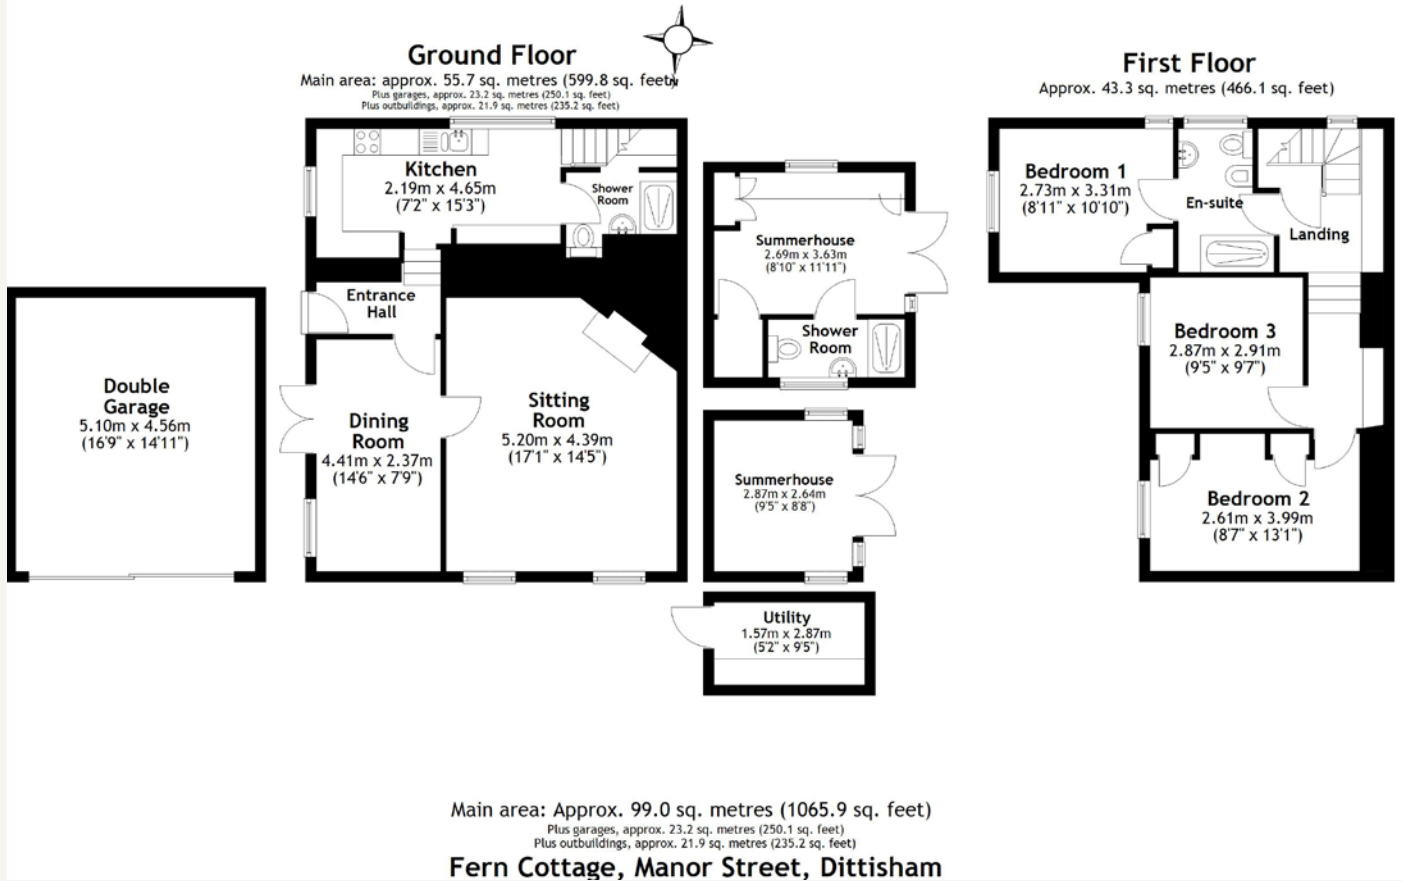 Ground Floor
Main area: approx. 55.7 sq. metres (599.8 sq. feet)
Plus garages, approx. 23.2 sq. metres (250.1 sq. feet)
Plus outbuildings, approx. 21.9 sq. metres (235.2 sq. feet)
First Floor
Approx. 43.3 sq. metres (466.1 sq. feet)
Kitchen
2.19m x 4.65m
(7'2" x 15'3")
Shower
Room
Entrance
Hall
Double
Garage
5.10m x 4.56m
(16'9" x 14'11")
Dining
Room
4.41m x 2.37m
(14'6" x 7'9")
Sitting
Room
5.20m x 4.39m
(17'1" x 14'5")
Summerhouse
2.69m x 3.63m
(8'10" x 11'11")
Shower
Room
Summerhouse
2.87m x 2.64m
(9'5" x 8'8")
Utility
1.57m x 2.87m
(5'2" x 9'5")
Bedroom 1
2.73m x 3.31m
(8'11" x 10'10")
En-suite
Landing
Bedroom 3
2.87m x 2.91m
(9'5" x 9'7")
Bedroom 2
2.61m x 3.99m
(8'7" x 13'1")
Main area: Approx. 99.0 sq. metres (1065.9 sq. feet)
Plus garages, approx. 23.2 sq. metres (250.1 sq. feet)
Plus outbuildings, approx. 21.9 sq. metres (235.2 sq. feet)
Fern Cottage, Manor Street, Dittisham